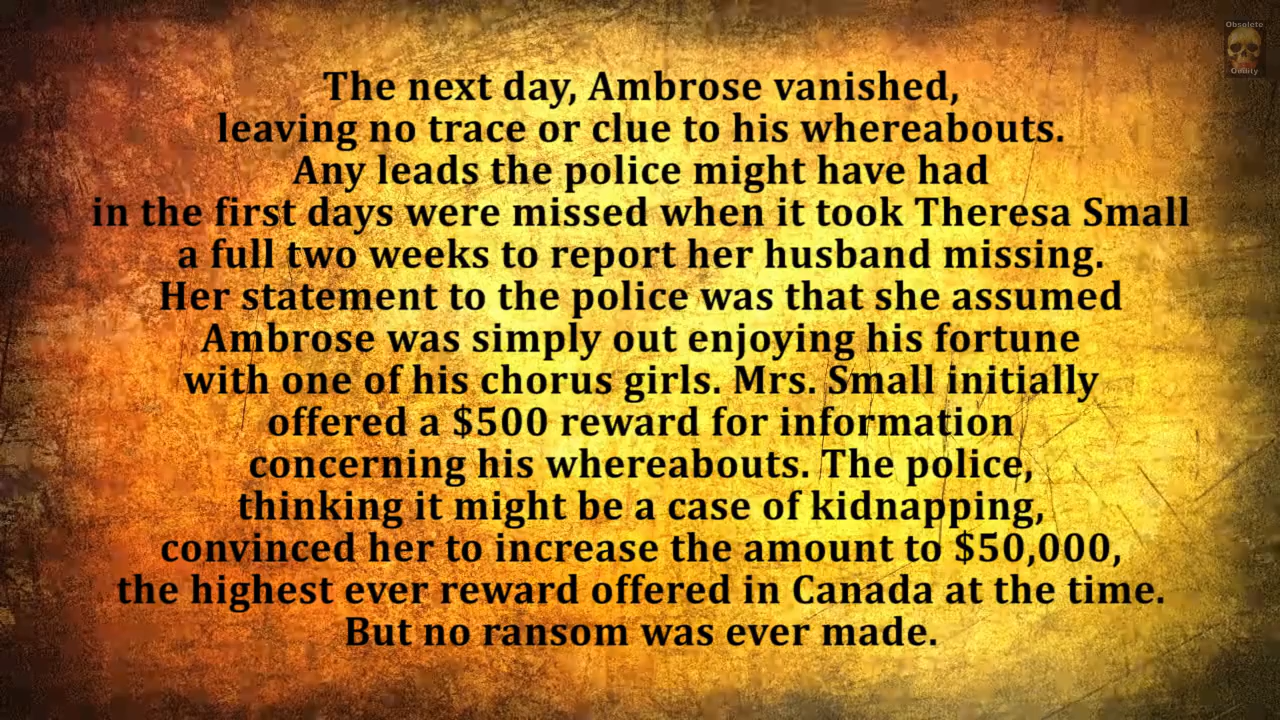 Obsolete
Oddity
The next day, Ambrose vanished,
leaving no trace or clue to his whereabouts.
Any leads the police might have had
in the first days were missed when it took Theresa Small
a full two weeks to report her husband missing.
Her statement to the police was that she assumed
Ambrose was simply out enjoying his fortune
with one of his chorus girls. Mrs. Small initially
offered a $500 reward for information
concerning his whereabouts. The police,
thinking it might be a case of kidnapping,
convinced her to increase the amount to $50,000,
the highest ever reward offered in Canada at the time.
But no ransom was ever made.